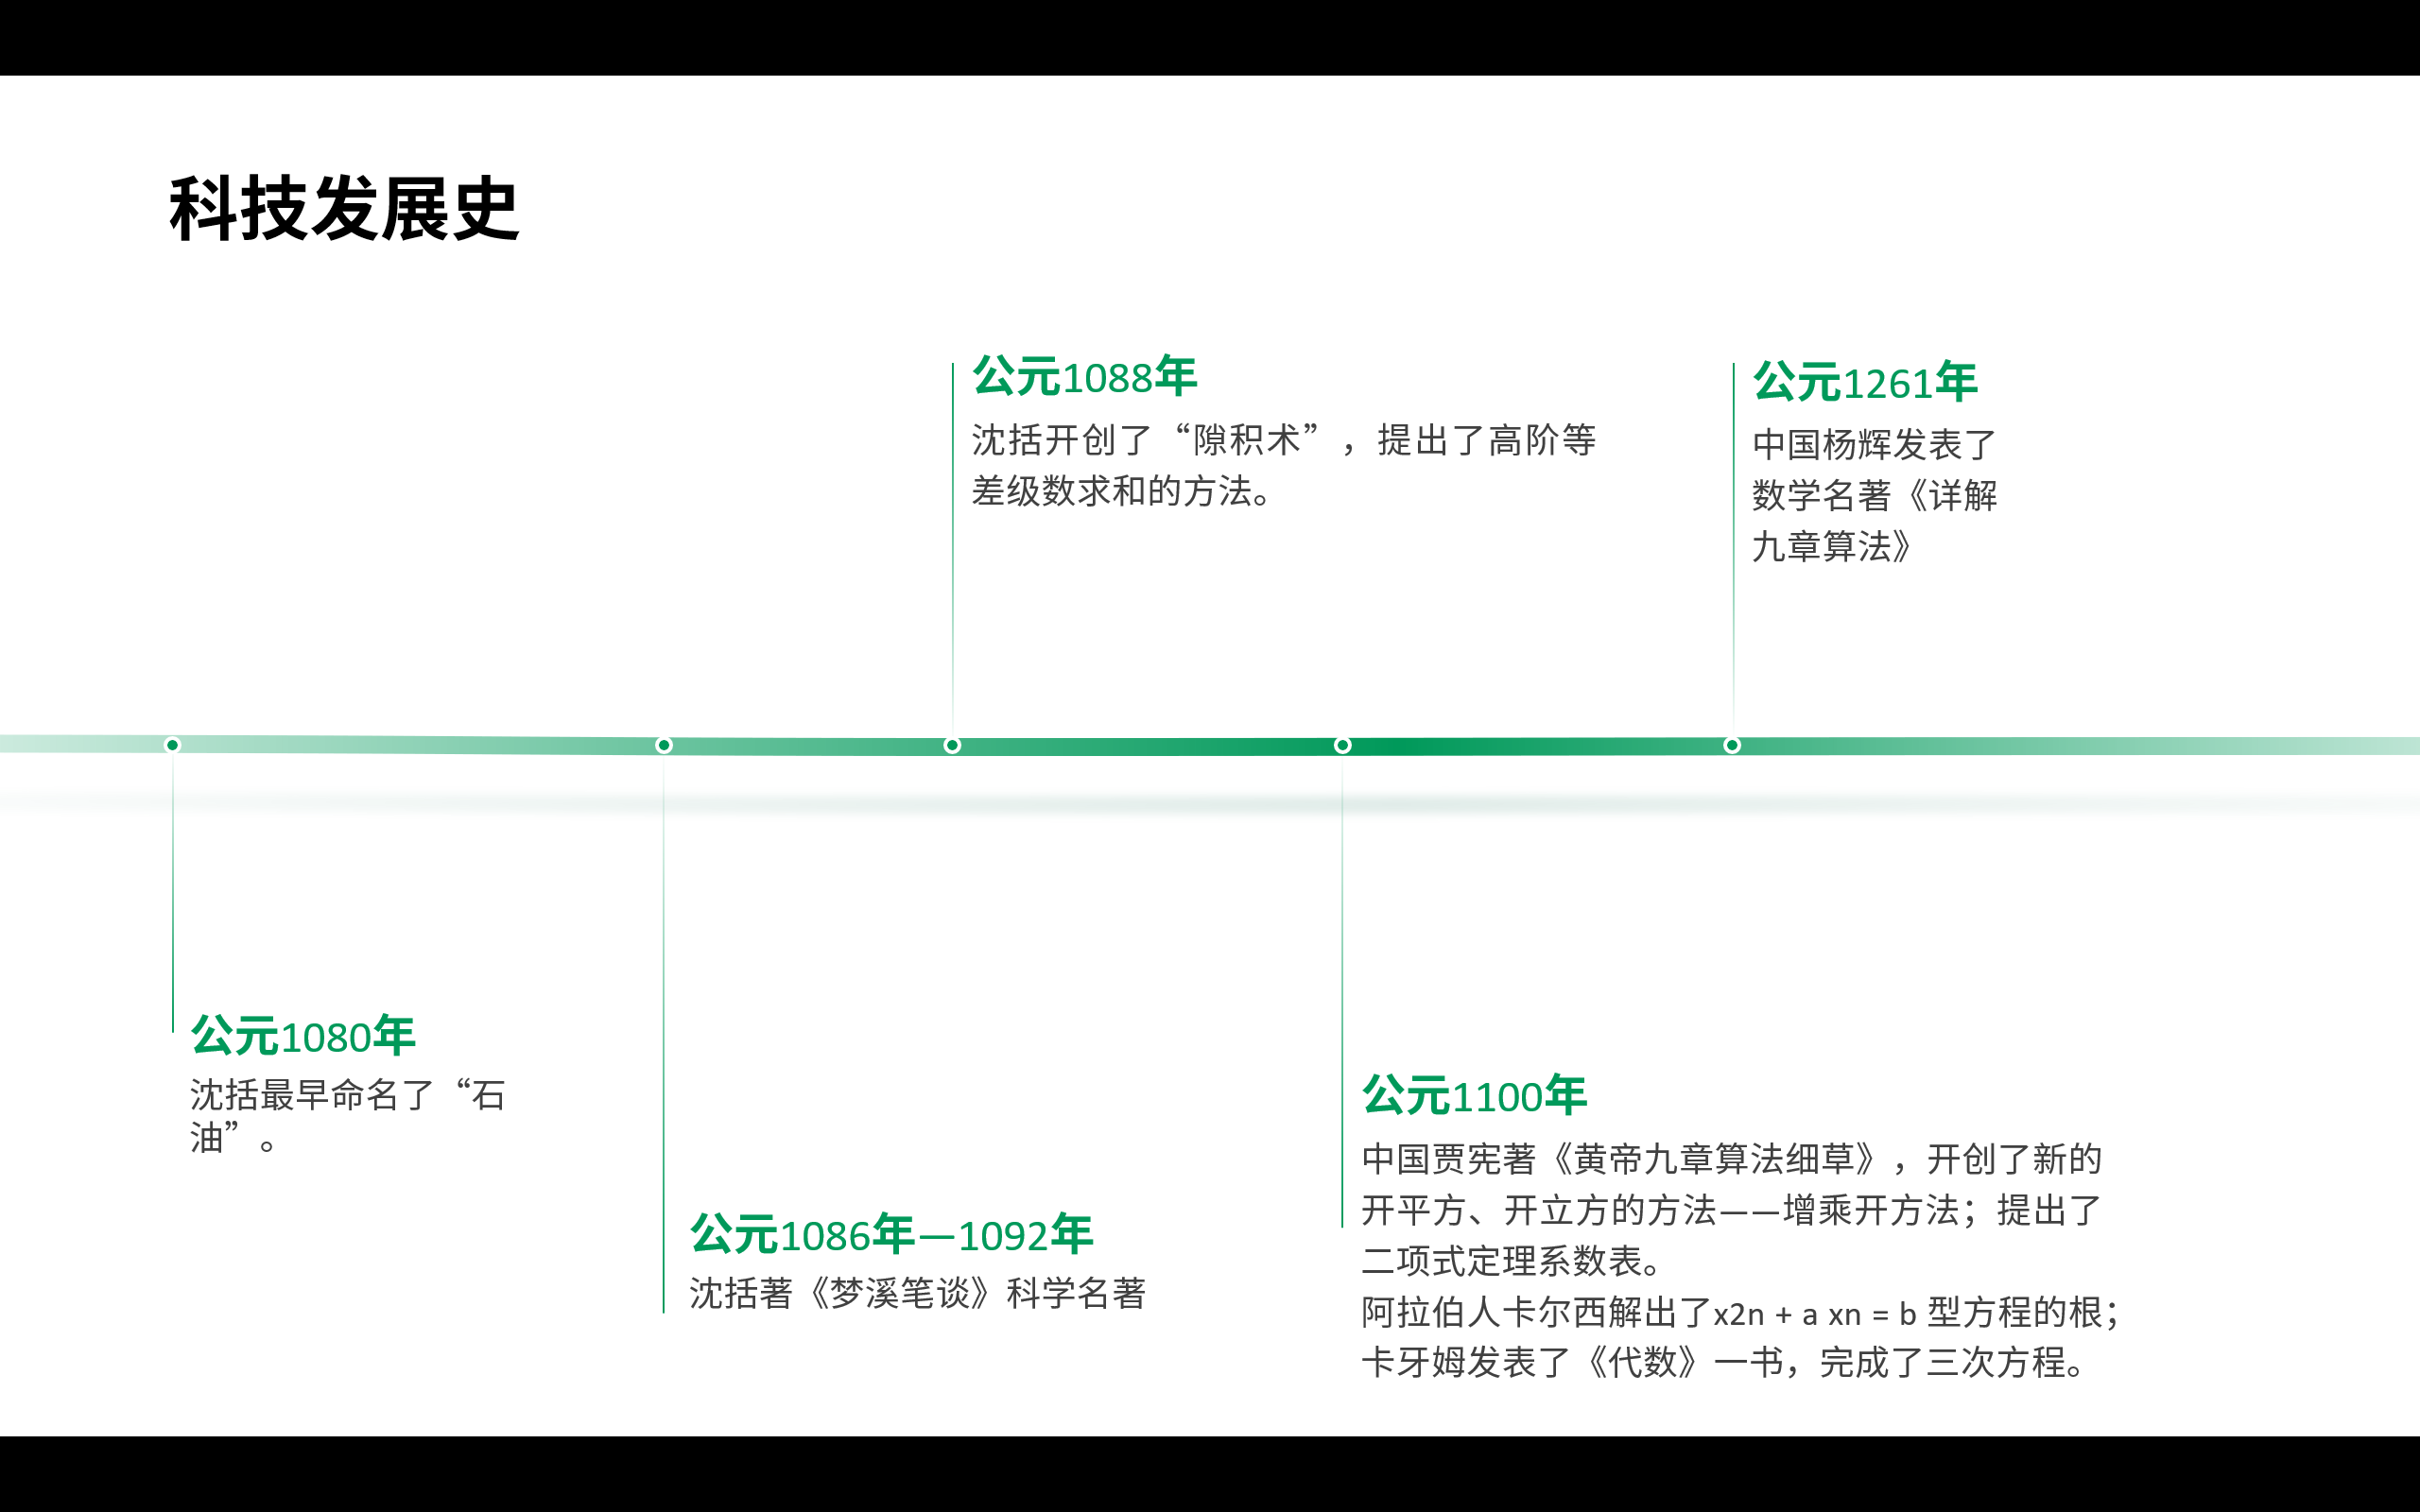 科技发展史
公元1088年
沈括开创了“隙积术”，提出了高阶等
差级数求和的方法。
公元1261年
中国杨辉发表了
数学名著《详解
九章算法》
公元1080年
沈括最早命名了“石
油”。
公元1086年—1092年
沈括著《梦溪笔谈》科学名著
公元1100年
中国贾宪著《黄帝九章算法细草》，开创了新的
开平方、开立方的方法——增乘开方法；提出了
二项式定理系数表。
阿拉伯人卡尔西解出了x2n + a xn = b 型方程的根；
卡牙姆发表了《代数》一书，完成了三次方程。